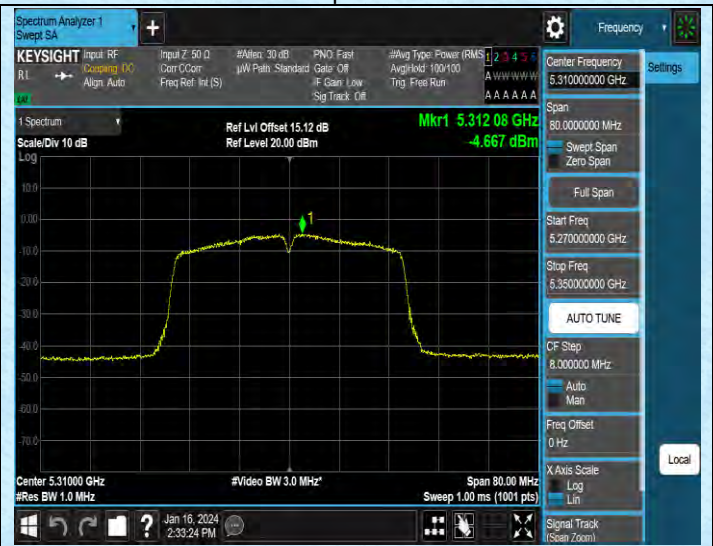 Spectrum Analyzer 1
Swept SA
Frequency
KEYSIGHT
RL
Input: RF
Coupling: DC
Align: Auto
Input Z: 50 Ω
Corr CCorr
Freq Ref: Int (S)
#Atten: 30 dB
µW Path: Standard
PNO: Fast
Gate: Off
IF Gain: Low
Sig Track: Off
#Avg Type: Power (RMS
Avg|Hold: 100/100
Trig: Free Run
1 2 3 4 5 6
A W W W W W
A A A A A A
1 Spectrum
Scale/Div 10 dB
Log
Ref Lvl Offset 15.12 dB
Ref Level 20.00 dBm
Mkr1 5.312 08 GHz
-4.667 dBm
10.0
0.00
-10.0
-20.0
-30.0
-40.0
-50.0
-60.0
-70.0
1
Center 5.31000 GHz
#Res BW 1.0 MHz
#Video BW 3.0 MHz*
Span 80.00 MHz
Sweep 1.00 ms (1001 pts)
Jan 16, 2024
2:33:24 PM
Center Frequency
5.310000000 GHz
Settings
Span
80.0000000 MHz
Swept Span
Zero Span
Full Span
Start Freq
5.270000000 GHz
Stop Freq
5.350000000 GHz
AUTO TUNE
CF Step
8.000000 MHz
Auto
Man
Freq Offset
0 Hz
X Axis Scale
Log
Lin
Local
Signal Track
(Span Zoom)